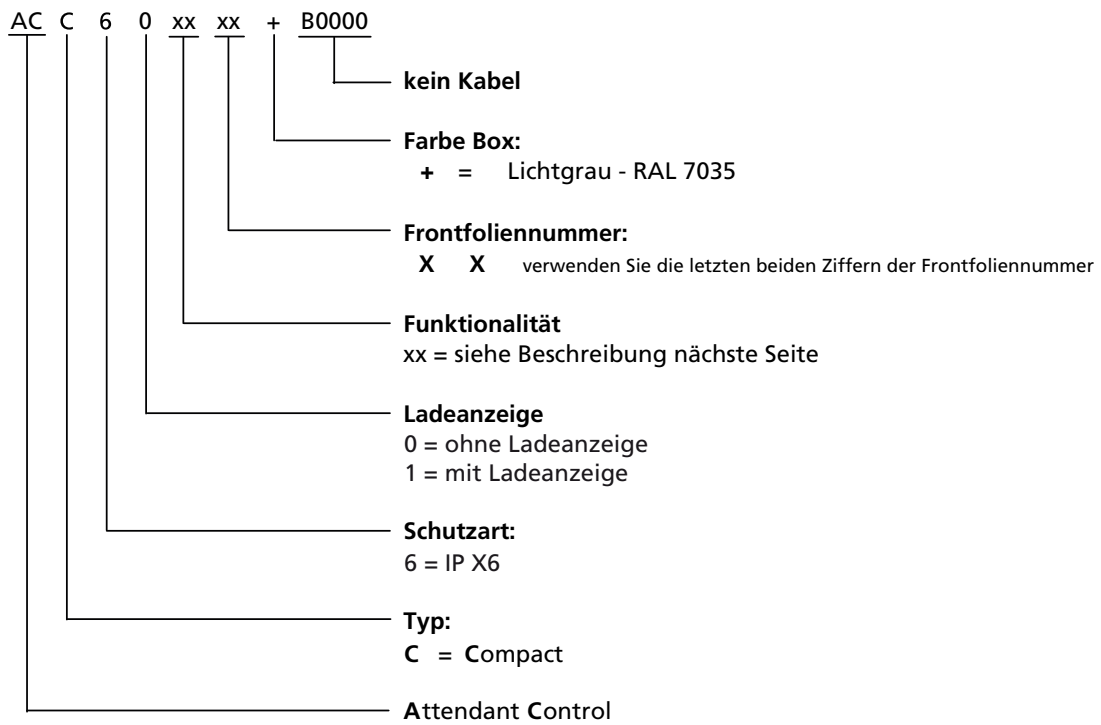 AC C 6 0 xx xx + B0000
kein Kabel
Farbe Box:
+ = Lichtgrau - RAL 7035
Frontfoliennummer:
X X verwenden Sie die letzten beiden Ziffern der Frontfoliennummer
Funktionalität
xx = siehe Beschreibung nächste Seite
Ladeanzeige
0 = ohne Ladeanzeige
1 = mit Ladeanzeige
Schutzart:
6 = IP X6
Typ:
C = Compact
Attendant Control